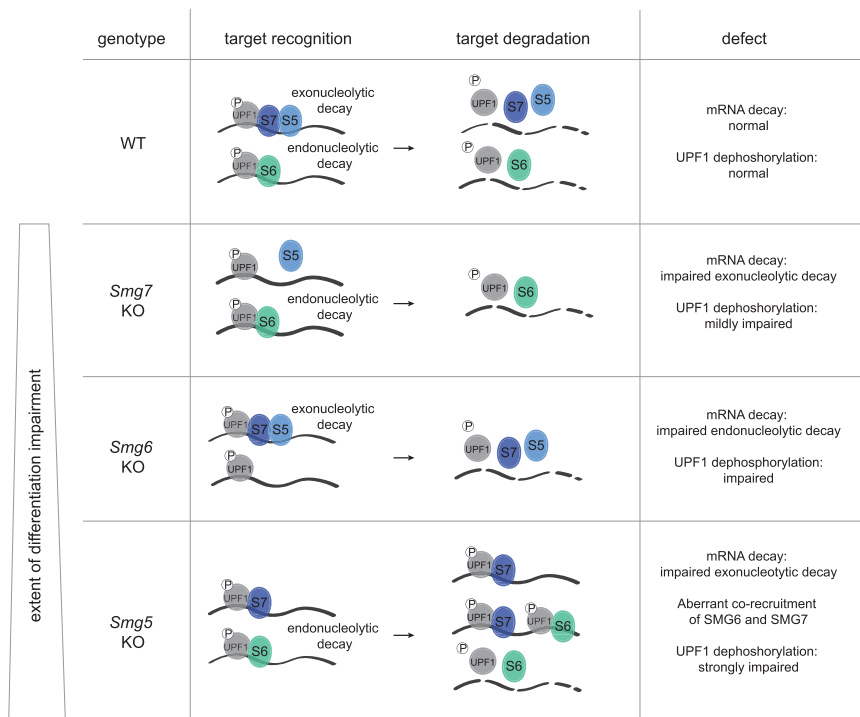 genotype
target recognition
target degradation
defect
WT
P
UPF1
S7
S5
exonucleolytic
decay
P
UPF1
S6
endonucleolytic
decay
P
UPF1
S7
S5
P
UPF1
S6
mRNA decay:
normal
UPF1 dephoshorylation:
normal
extent of differentiation impairment
Smg7
KO
P
UPF1
S5
P
UPF1
S6
endonucleolytic
decay
P
UPF1
S6
mRNA decay:
impaired exonucleolytic decay
UPF1 dephoshorylation:
mildly impaired
Smg6
KO
P
UPF1
S7
S5
exonucleolytic
decay
P
UPF1
P
UPF1
S7
S5
mRNA decay:
impaired endonucleolytic decay
UPF1 dephosphorylation:
impaired
Smg5
KO
P
UPF1
S7
P
UPF1
S6
endonucleolytic
decay
P
UPF1
S7
P
UPF1
S7
P
UPF1
S6
P
UPF1
S6
mRNA decay:
impaired exonucleotytic decay
Aberrant co-recruitment
of SMG6 and SMG7
UPF1 dephoshorylation:
strongly impaired